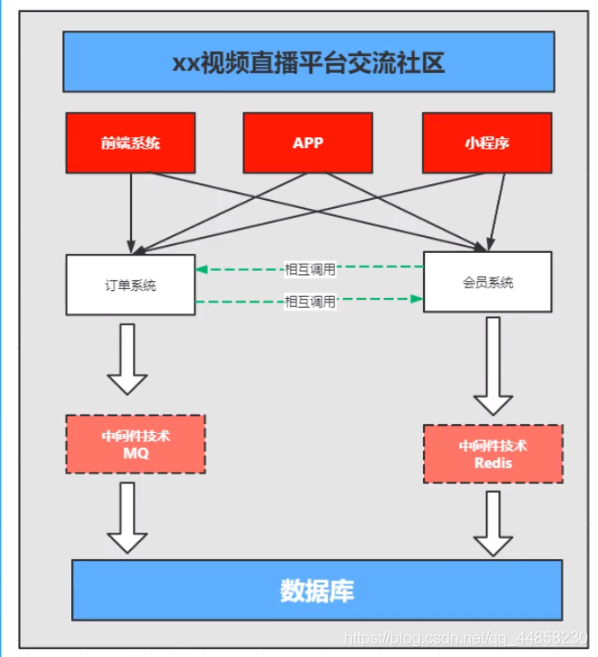 xx视频直播平台交流社区
前端系统
APP
小程序
订单系统
相互调用
相互调用
会员系统
中间件技术
MQ
中间件技术
Redis
数据库
https://blog.csdn.net/qq_44858230